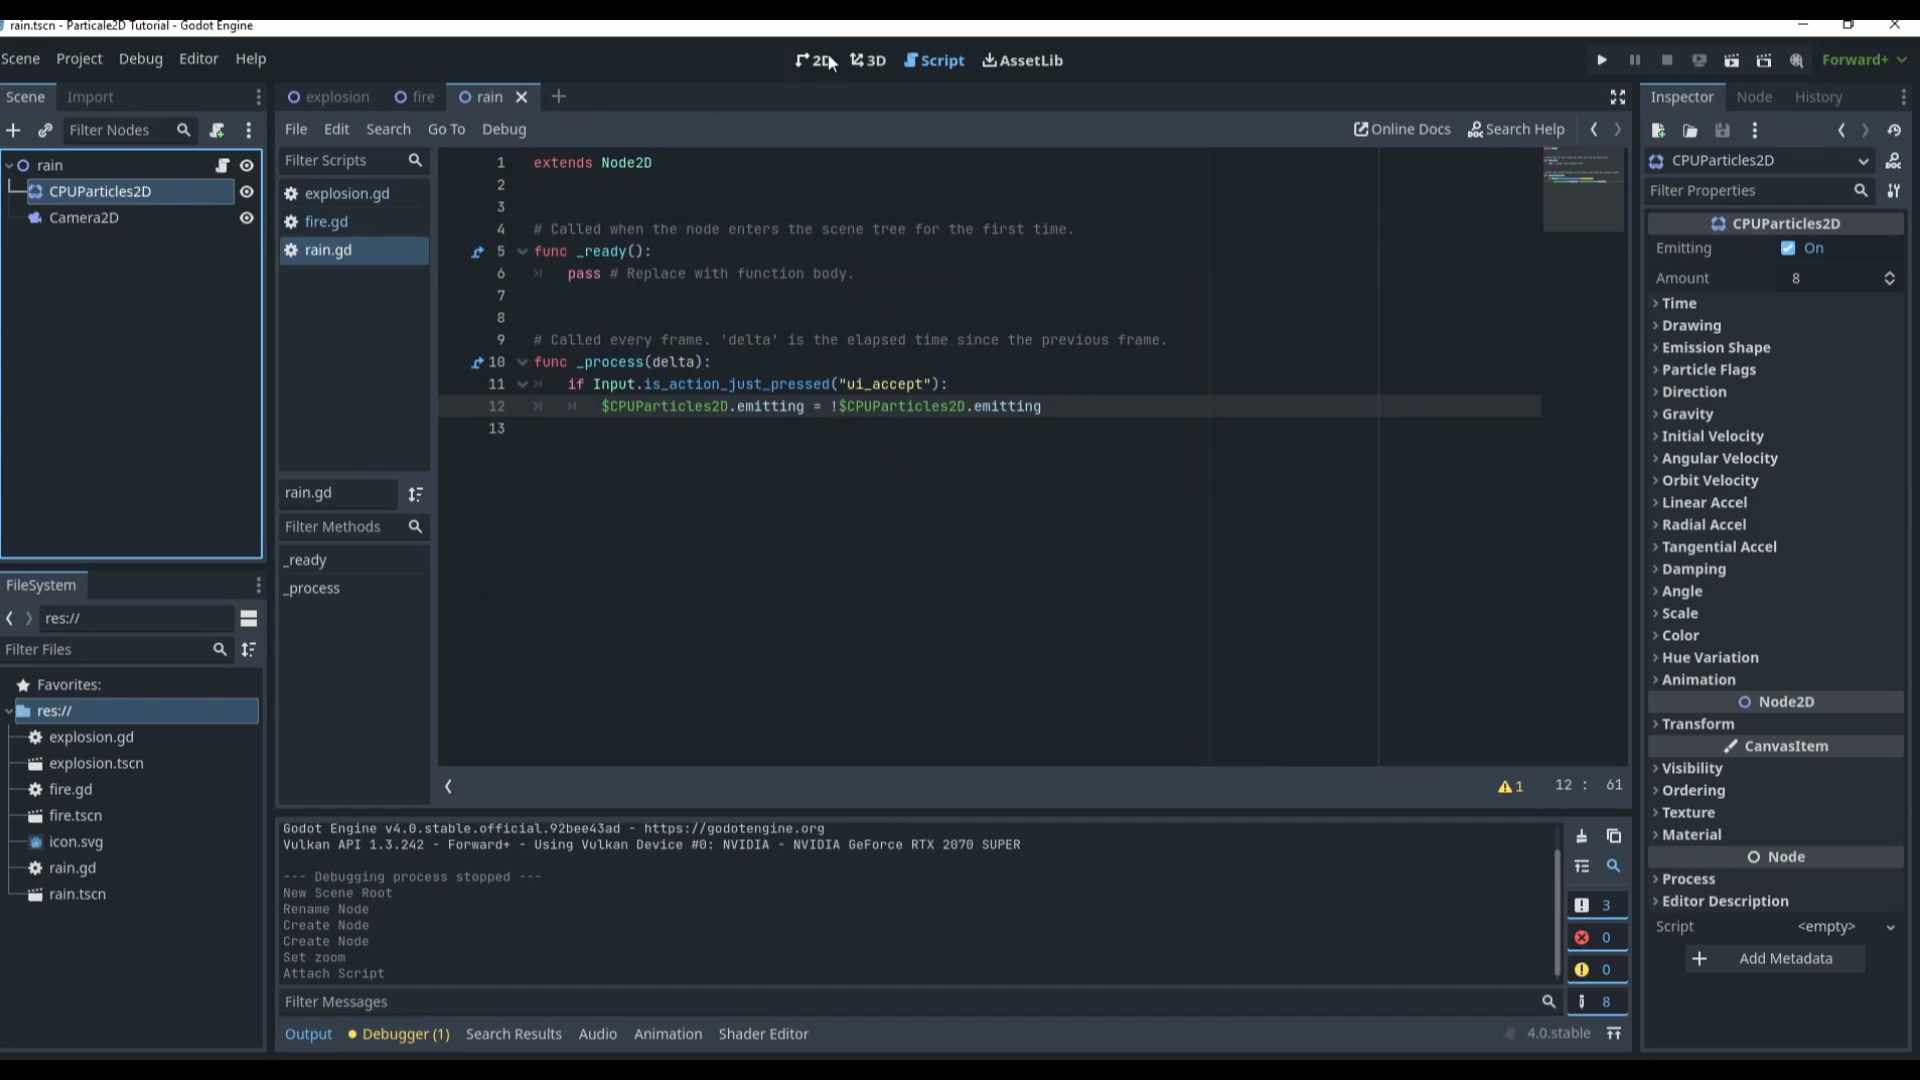 rain.tscn - Particale2D Tutorial - Godot Engine
Scene Project Debug Editor Help
2D 3D Script AssetLib
Forward+
Scene Import
Filter Nodes
rain
CPUParticles2D
Camera2D
FileSystem
res://
Filter Files
Favorites:
res://
explosion.gd
explosion.tscn
fire.gd
fire.tscn
icon.svg
rain.gd
rain.tscn
explosion fire rain
File Edit Search Go To Debug
Online Docs Search Help
Filter Scripts
explosion.gd
fire.gd
rain.gd
rain.gd
Filter Methods
_ready
_process
1 extends Node2D
2
3
4 # Called when the node enters the scene tree for the first time.
5 func _ready():
6 pass # Replace with function body.
7
8
9 # Called every frame. 'delta' is the elapsed time since the previous frame.
10 func _process(delta):
11 if Input.is_action_just_pressed("ui_accept"):
12 $CPUParticles2D.emitting = !$CPUParticles2D.emitting
13
1 12 : 61
Godot Engine v4.0.stable.official.92bee43ad - https://godotengine.org
Vulkan API 1.3.242 - Forward+ - Using Vulkan Device #0: NVIDIA - NVIDIA GeForce RTX 2070 SUPER
--- Debugging process stopped ---
New Scene Root
Rename Node
Create Node
Create Node
Set zoom
Attach Script
Filter Messages
3
0
0
8
Output Debugger (1) Search Results Audio Animation Shader Editor
4.0.stable
Inspector Node History
CPUParticles2D
Filter Properties
CPUParticles2D
Emitting On
Amount 8
Time
Drawing
Emission Shape
Particle Flags
Direction
Gravity
Initial Velocity
Angular Velocity
Orbit Velocity
Linear Accel
Radial Accel
Tangential Accel
Damping
Angle
Scale
Color
Hue Variation
Animation
Node2D
Transform
CanvasItem
Visibility
Ordering
Texture
Material
Node
Process
Editor Description
Script <empty>
Add Metadata